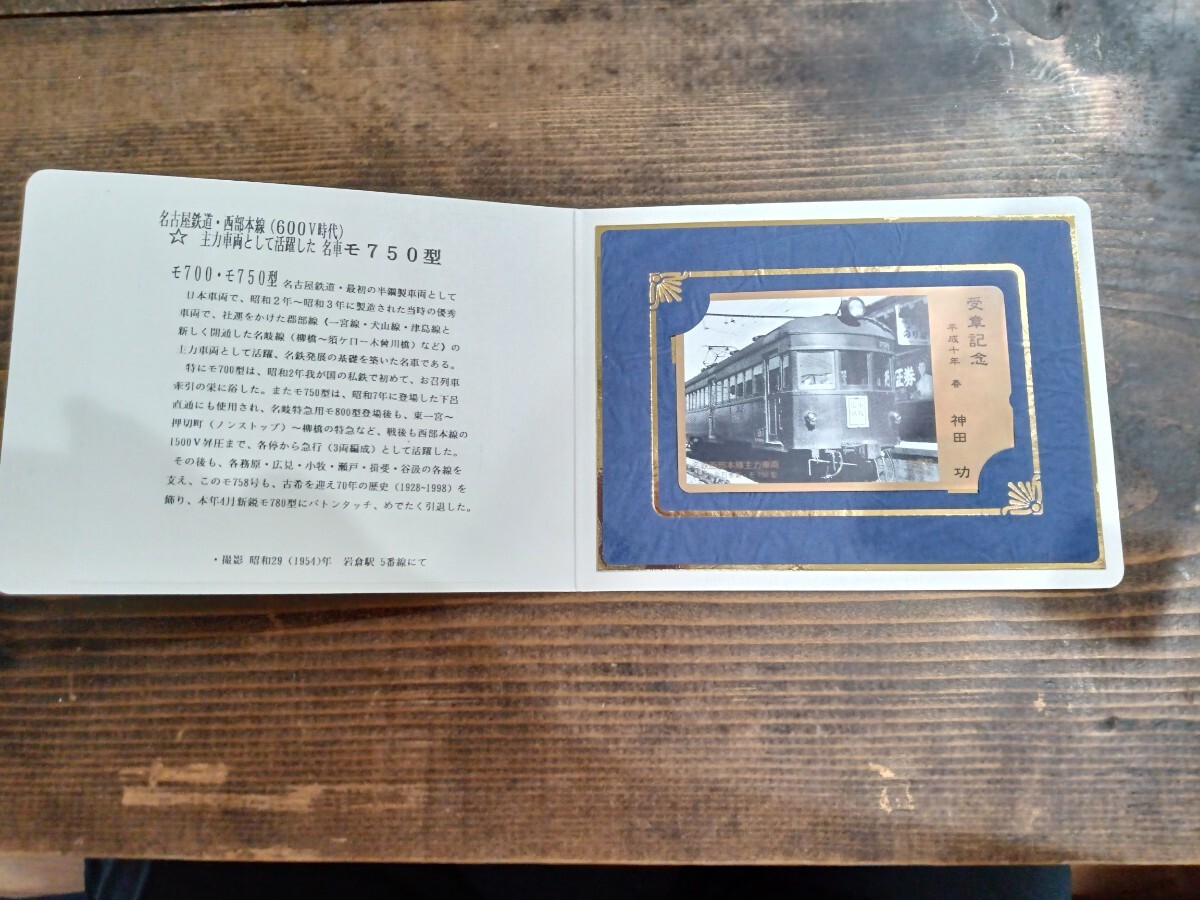 名古屋鉄道・西部本線(600V時代)
☆ 主力車両として活躍した 名車モ750型
モ700・モ750型 名古屋鉄道・最初の半鋼製車両として
日本車両で、昭和2年～昭和3年に製造された当時の優秀
車両で、社運をかけた郡部線(一宮線・犬山線・津島線と
新しく開通した名岐線(柳橋～須ケ口―木曾川橋)など)の
主力車両として活躍、名鉄発展の基礎を築いた名車である。
特にモ700型は、昭和2年我が国の私鉄で初めて、お召列車
牽引の栄に浴した。またモ750型は、昭和7年に登場した下呂
直通にも使用され、名岐特急用モ800型登場後も、東一宮～
押切町(ノンストップ)～柳橋の特急など、戦後も西部本線の
1500V昇圧まで、各停から急行(3両編成)として活躍した。
その後も、各務原・広見・小牧・瀬戸・揖斐・谷汲の各線を
支え、このモ758りも、古希を迎え70年の歴史(1928~1998)を
飾り、本年4月新鋭モ780型にバトンタッチ、めでたく引退した。
・撮影 昭和29(1954)年 岩倉駅 5番線にて
受章記念
平成十年 春
神田 功
西部本線主力車両
モ750型